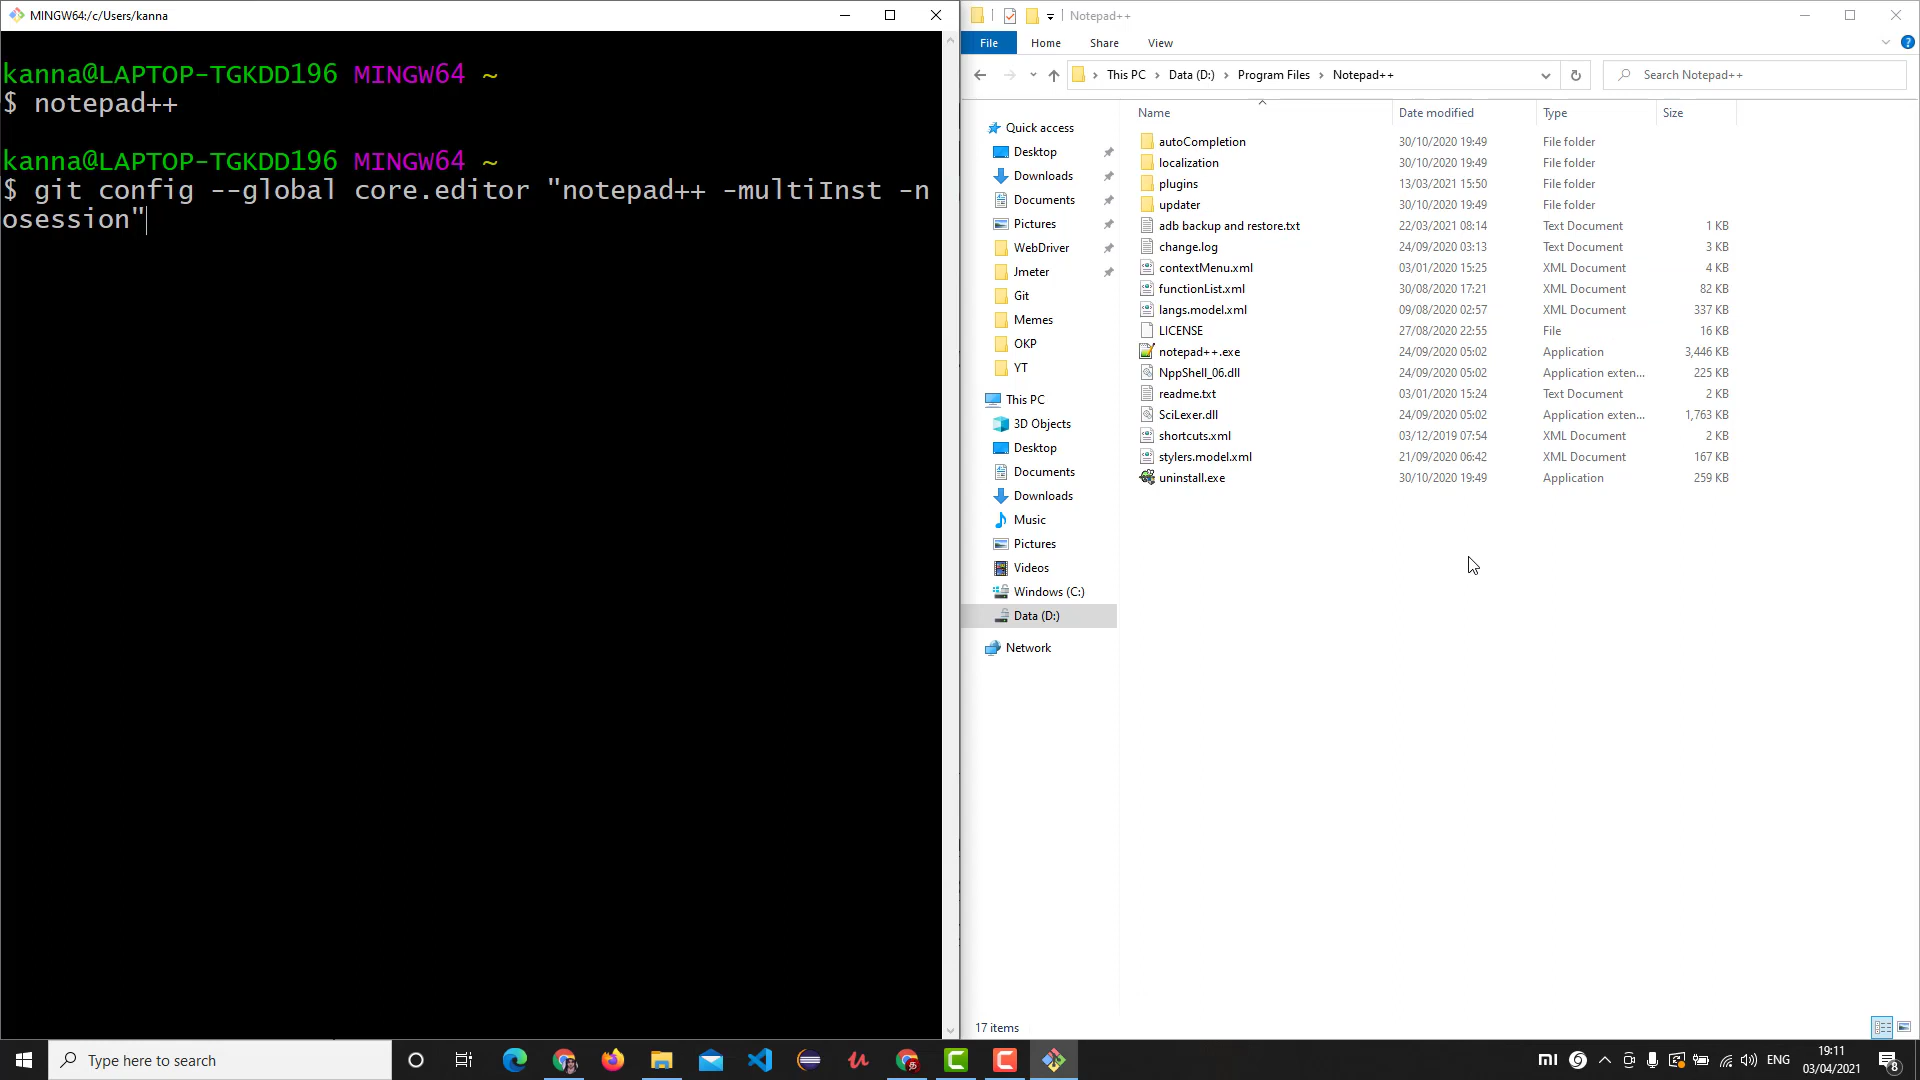 MINGW64:/c/Users/kanna
kanna@LAPTOP-TGKDD196 MINGW64 ~
$ notepad++
kanna@LAPTOP-TGKDD196 MINGW64 ~
$ git config --global core.editor "notepad++ -multiInst -n
osession"
Notepad++
File Home Share View
This PC Data (D:) Program Files Notepad++
Search Notepad++
Quick access
Desktop
Downloads
Documents
Pictures
WebDriver
Jmeter
Git
Memes
OKP
YT
This PC
3D Objects
Desktop
Documents
Downloads
Music
Pictures
Videos
Windows (C:)
Data (D:)
Network
Name Date modified Type Size
autoCompletion 30/10/2020 19:49 File folder
localization 30/10/2020 19:49 File folder
plugins 13/03/2021 15:50 File folder
updater 30/10/2020 19:49 File folder
adb backup and restore.txt 22/03/2021 08:14 Text Document 1 KB
change.log 24/09/2020 03:13 Text Document 3 KB
contextMenu.xml 03/01/2020 15:25 XML Document 4 KB
functionList.xml 30/08/2020 17:21 XML Document 82 KB
langs.model.xml 09/08/2020 02:57 XML Document 337 KB
LICENSE 27/08/2020 22:55 File 16 KB
notepad++.exe 24/09/2020 05:02 Application 3,446 KB
NppShell_06.dll 24/09/2020 05:02 Application exten... 225 KB
readme.txt 03/01/2020 15:24 Text Document 2 KB
SciLexer.dll 24/09/2020 05:02 Application exten... 1,763 KB
shortcuts.xml 03/12/2019 07:54 XML Document 2 KB
stylers.model.xml 21/09/2020 06:42 XML Document 167 KB
uninstall.exe 30/10/2020 19:49 Application 259 KB
17 items
Type here to search
ENG
19:11
03/04/2021
8